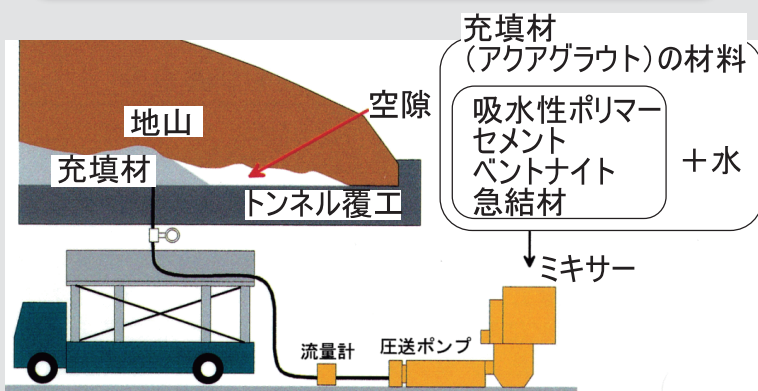 充填材
（アクアグラウト）の材料
吸水性ポリマー
セメント
ベントナイト
急結材
＋水
空隙
地山
充填材
トンネル覆工
ミキサー
流量計
圧送ポンプ